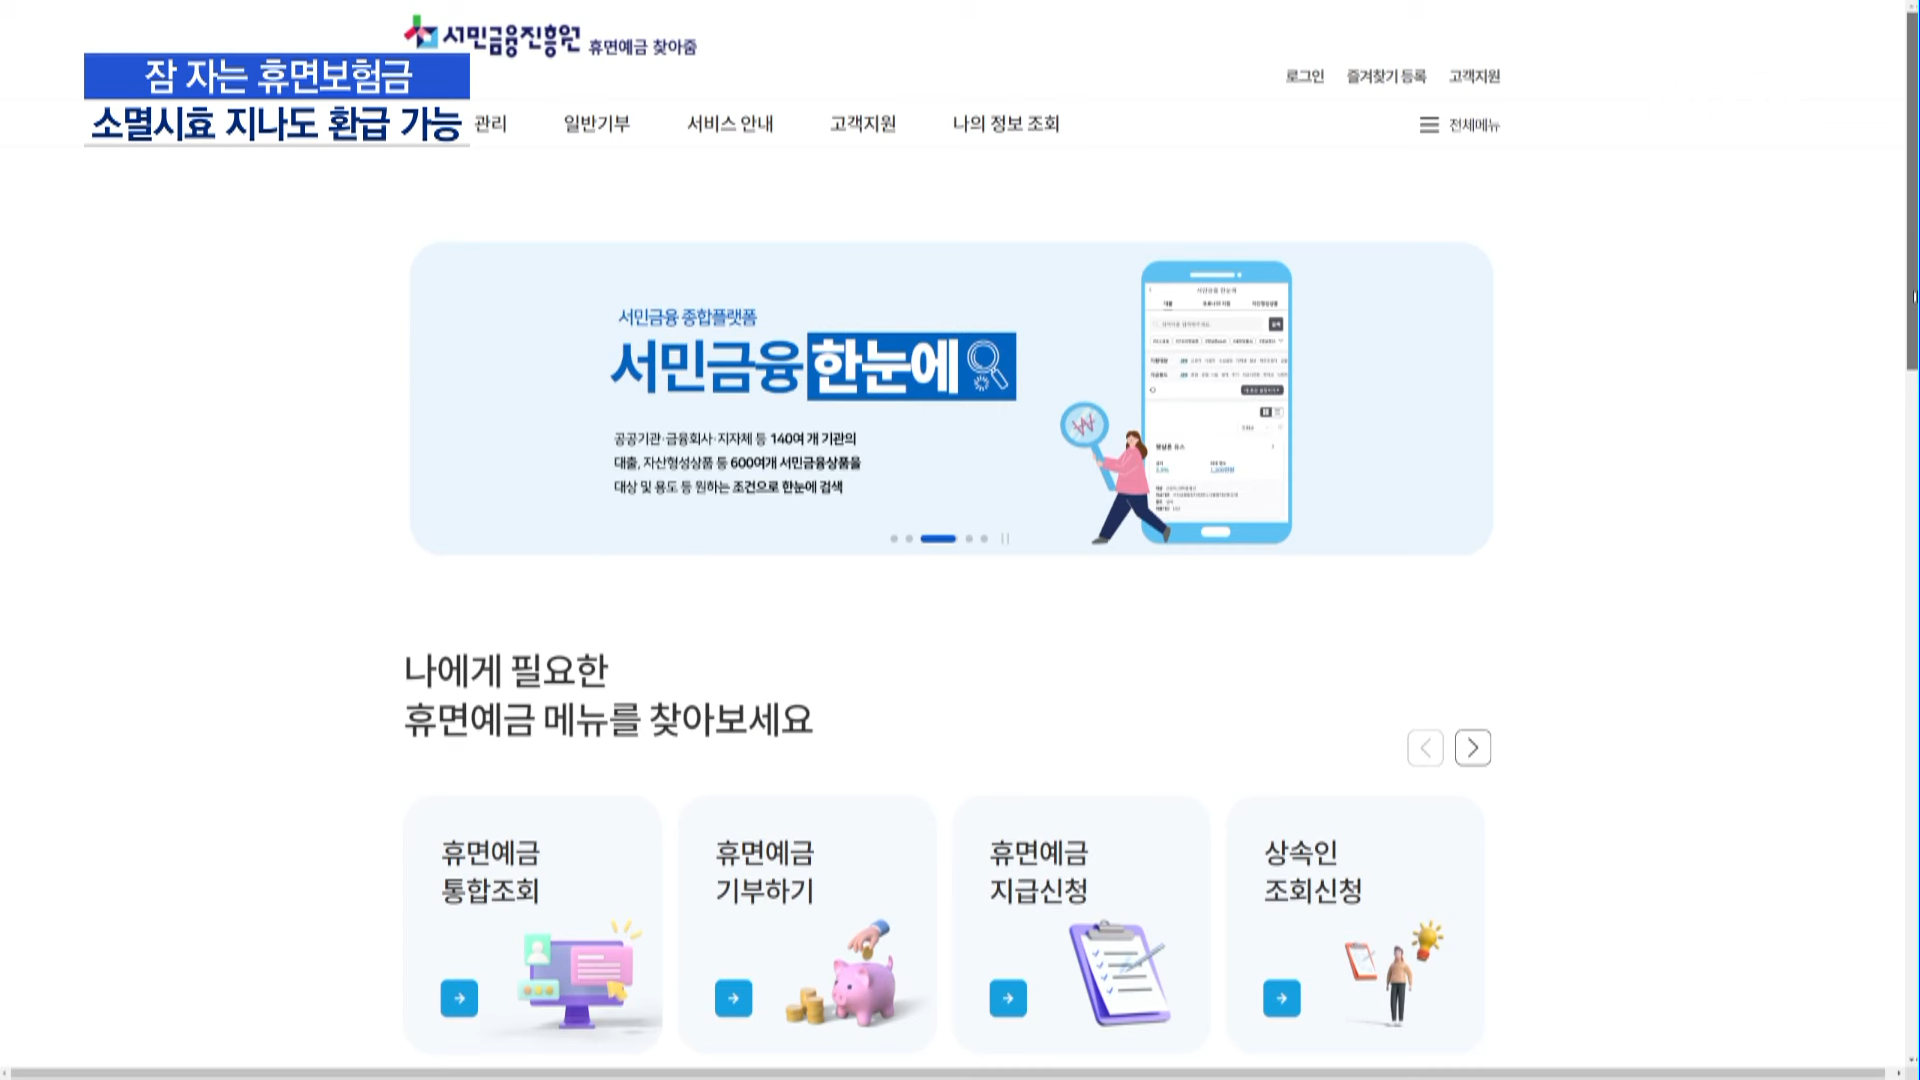 서민금융진흥원 휴면예금 찾아줌
잠 자는 휴면보험금
소멸시효 지나도 환급 가능
로그인 즐겨찾기 등록 고객지원
관리 일반기부 서비스 안내 고객지원 나의 정보 조회 전체메뉴
서민금융 종합플랫폼
서민금융 한눈에
공공기관·금융회사·지자체 등 140여 개 기관의
대출, 자산형성상품 등 600여개 서민금융상품을
대상 및 용도 등 원하는 조건으로 한눈에 검색
서민금융 한눈에
대출
나에게 필요한
휴면예금 메뉴를 찾아보세요
휴면예금
통합조회
휴면예금
기부하기
휴면예금
지급신청
상속인
조회신청